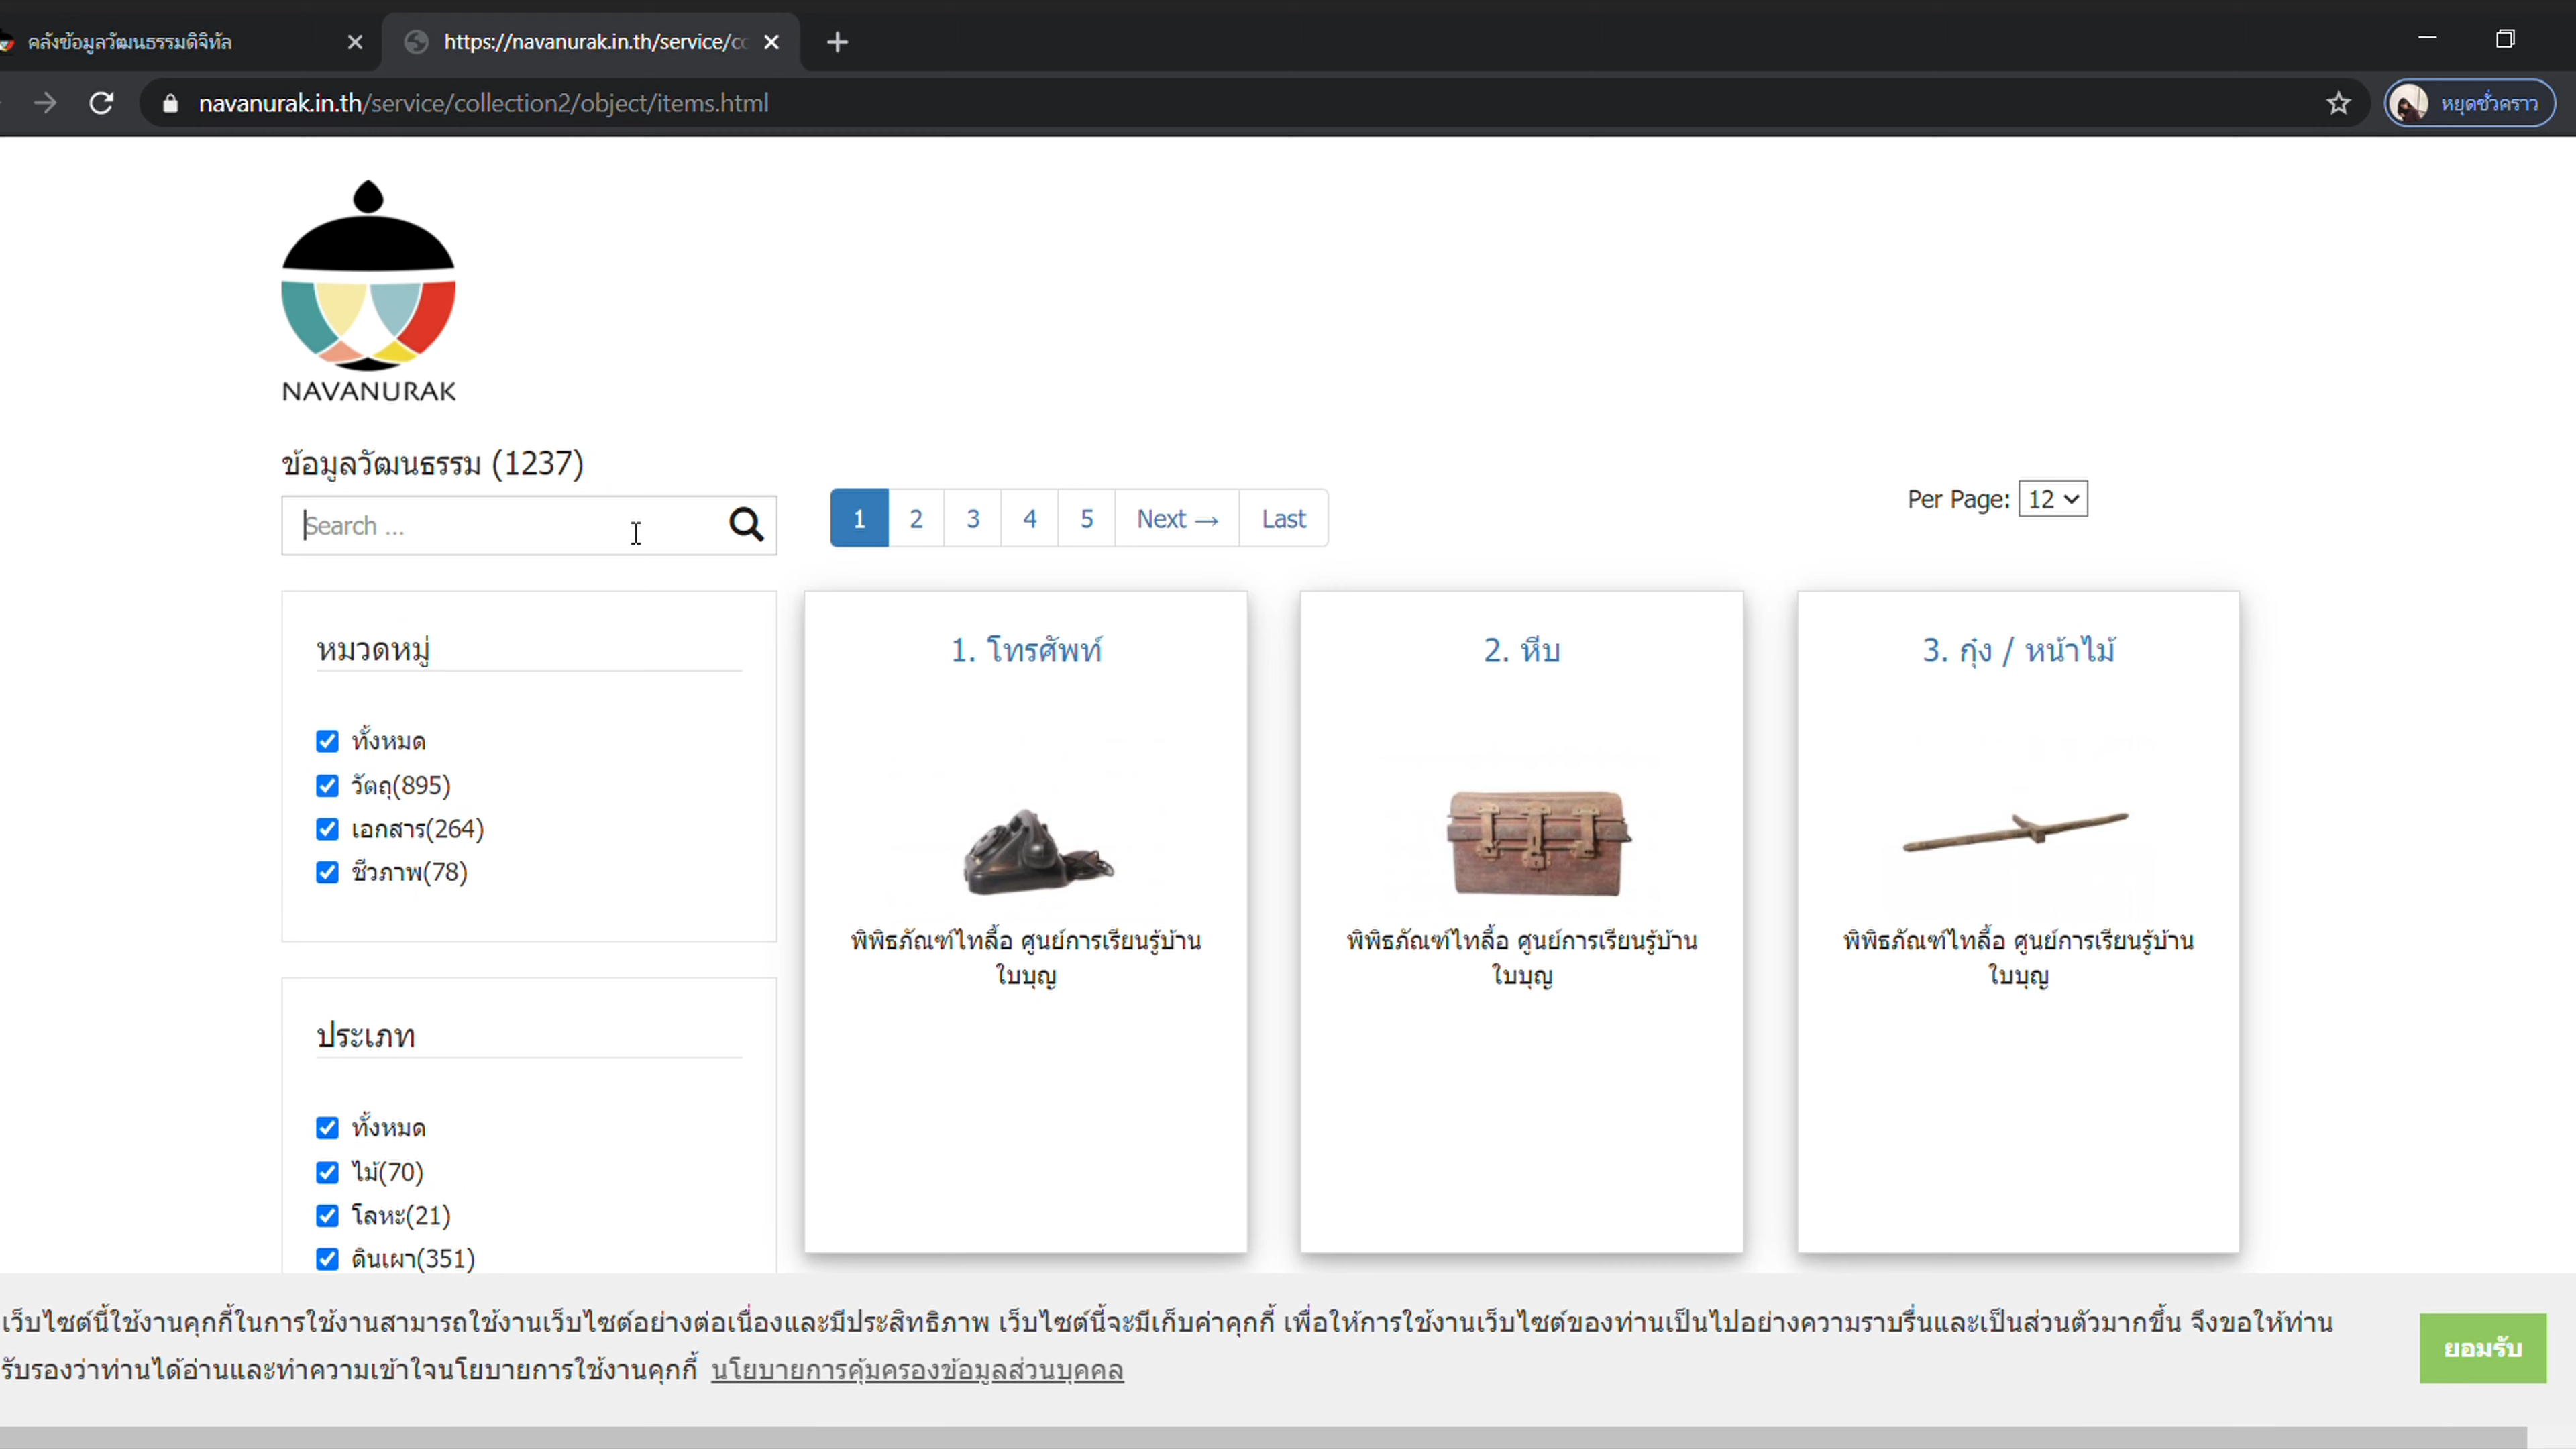 คลังข้อมูลวัฒนธรรมดิจิทัล
https://navanurak.in.th/service/co
navanurak.in.th/service/collection2/object/items.html
หยุดชั่วคราว
NAVANURAK
ข้อมูลวัฒนธรรม (1237)
Search ...
1 2 3 4 5 Next → Last
Per Page: 12
หมวดหมู่
ทั้งหมด
วัตถุ(895)
เอกสาร(264)
ชีวภาพ(78)
ประเภท
ทั้งหมด
ไม้(70)
โลหะ(21)
ดินเผา(351)
1. โทรศัพท์
พิพิธภัณฑ์ไทลื้อ ศูนย์การเรียนรู้บ้าน
ใบบุญ
2. หีบ
พิพิธภัณฑ์ไทลื้อ ศูนย์การเรียนรู้บ้าน
ใบบุญ
3. กุ๋ง / หน้าไม้
พิพิธภัณฑ์ไทลื้อ ศูนย์การเรียนรู้บ้าน
ใบบุญ
เว็บไซต์นี้ใช้งานคุกกี้ในการใช้งานสามารถใช้งานเว็บไซต์อย่างต่อเนื่องและมีประสิทธิภาพ เว็บไซต์นี้จะมีเก็บค่าคุกกี้ เพื่อให้การใช้งานเว็บไซต์ของท่านเป็นไปอย่างความราบรื่นและเป็นส่วนตัวมากขึ้น จึงขอให้ท่าน
รับรองว่าท่านได้อ่านและทำความเข้าใจนโยบายการใช้งานคุกกี้ นโยบายการคุ้มครองข้อมูลส่วนบุคคล
ยอมรับ